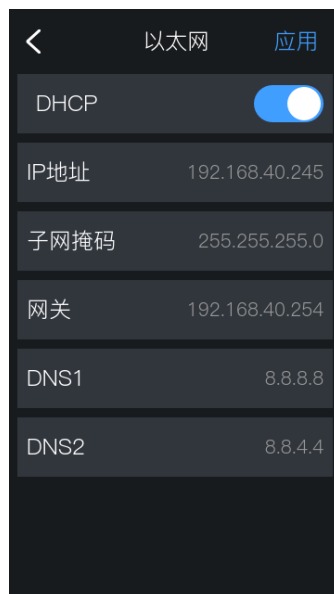 以太网 应用
DHCP
IP地址 192.168.40.245
子网掩码 255.255.255.0
网关 192.168.40.254
DNS1 8.8.8.8
DNS2 8.8.4.4